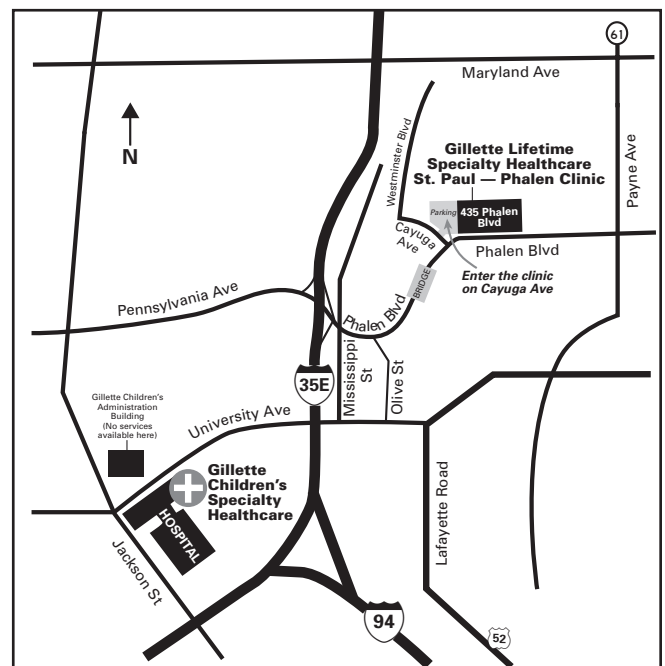 61
Maryland Ave
N
Westminster Blvd
Gillette Lifetime
Specialty Healthcare
St. Paul — Phalen Clinic
Payne Ave
Parking
435 Phalen
Blvd
Cayuga
Ave
Phalen Blvd
Enter the clinic
on Cayuga Ave
BRIDGE
Pennsylvania Ave
Phalen Blvd
35E
Mississippi
St
Olive St
Gillette Children's
Administration
Building
(No services
available here)
University Ave
Gillette
Children's
Specialty
Healthcare
HOSPITAL
Lafayette Road
Jackson St
94
52